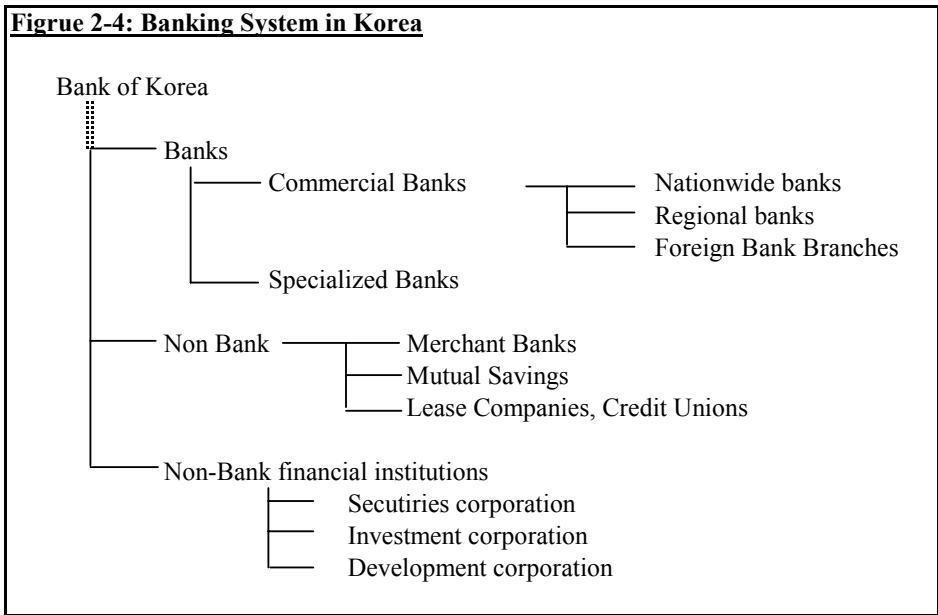 Figrue 2-4: Banking System in Korea
Bank of Korea
Banks
Commercial Banks
Nationwide banks
Regional banks
Foreign Bank Branches
Specialized Banks
Non Bank
Merchant Banks
Mutual Savings
Lease Companies, Credit Unions
Non-Bank financial institutions
Secutiries corporation
Investment corporation
Development corporation